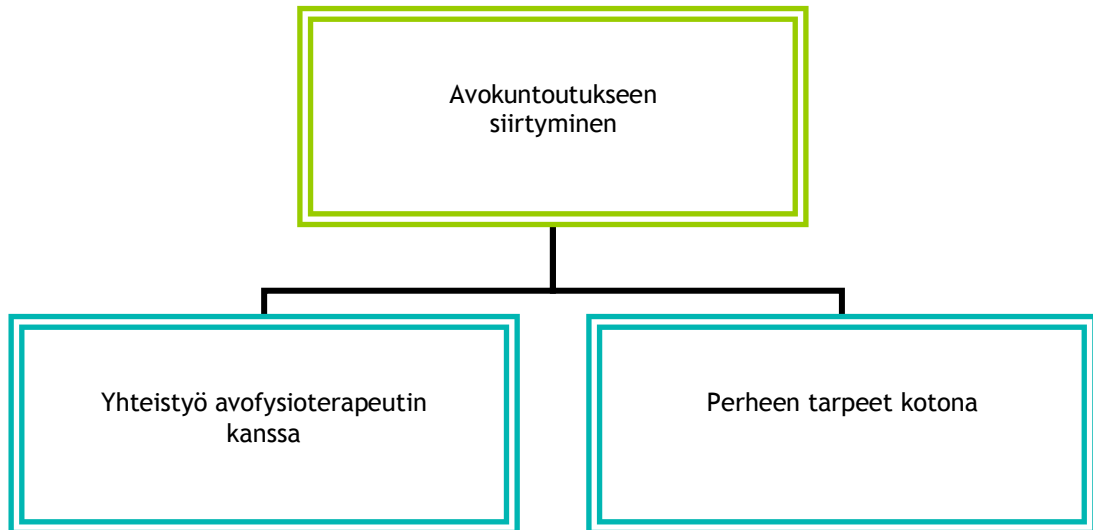 Avokuntoutukseen
siirtyminen
Yhteistyö avofysioterapeutin
kanssa
Perheen tarpeet kotona